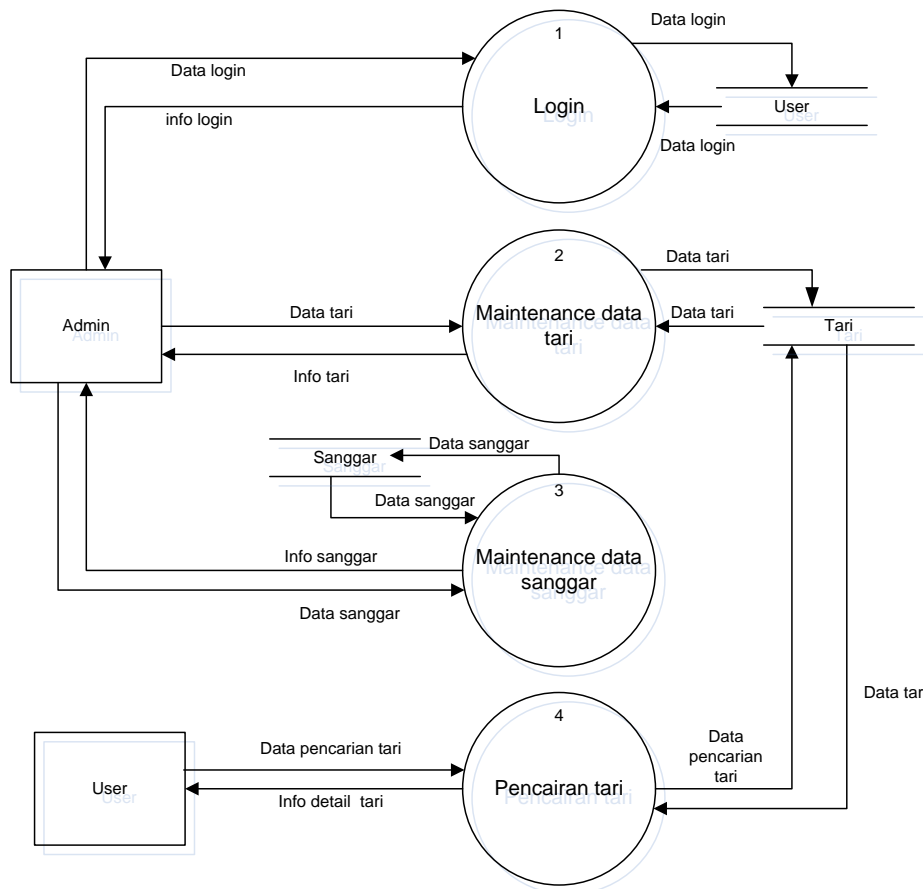 1
Data login
Data login
Login
info login
User
Data login
2
Data tari
Admin
Data tari
Maintenance data
tari
Data tari
Tari
Info tari
Sanggar
Data sanggar
Data sanggar
3
Info sanggar
Maintenance data
sanggar
Data sanggar
Data tari
4
Data
pencarian
tari
Data pencarian tari
User
Info detail tari
Pencairan tari